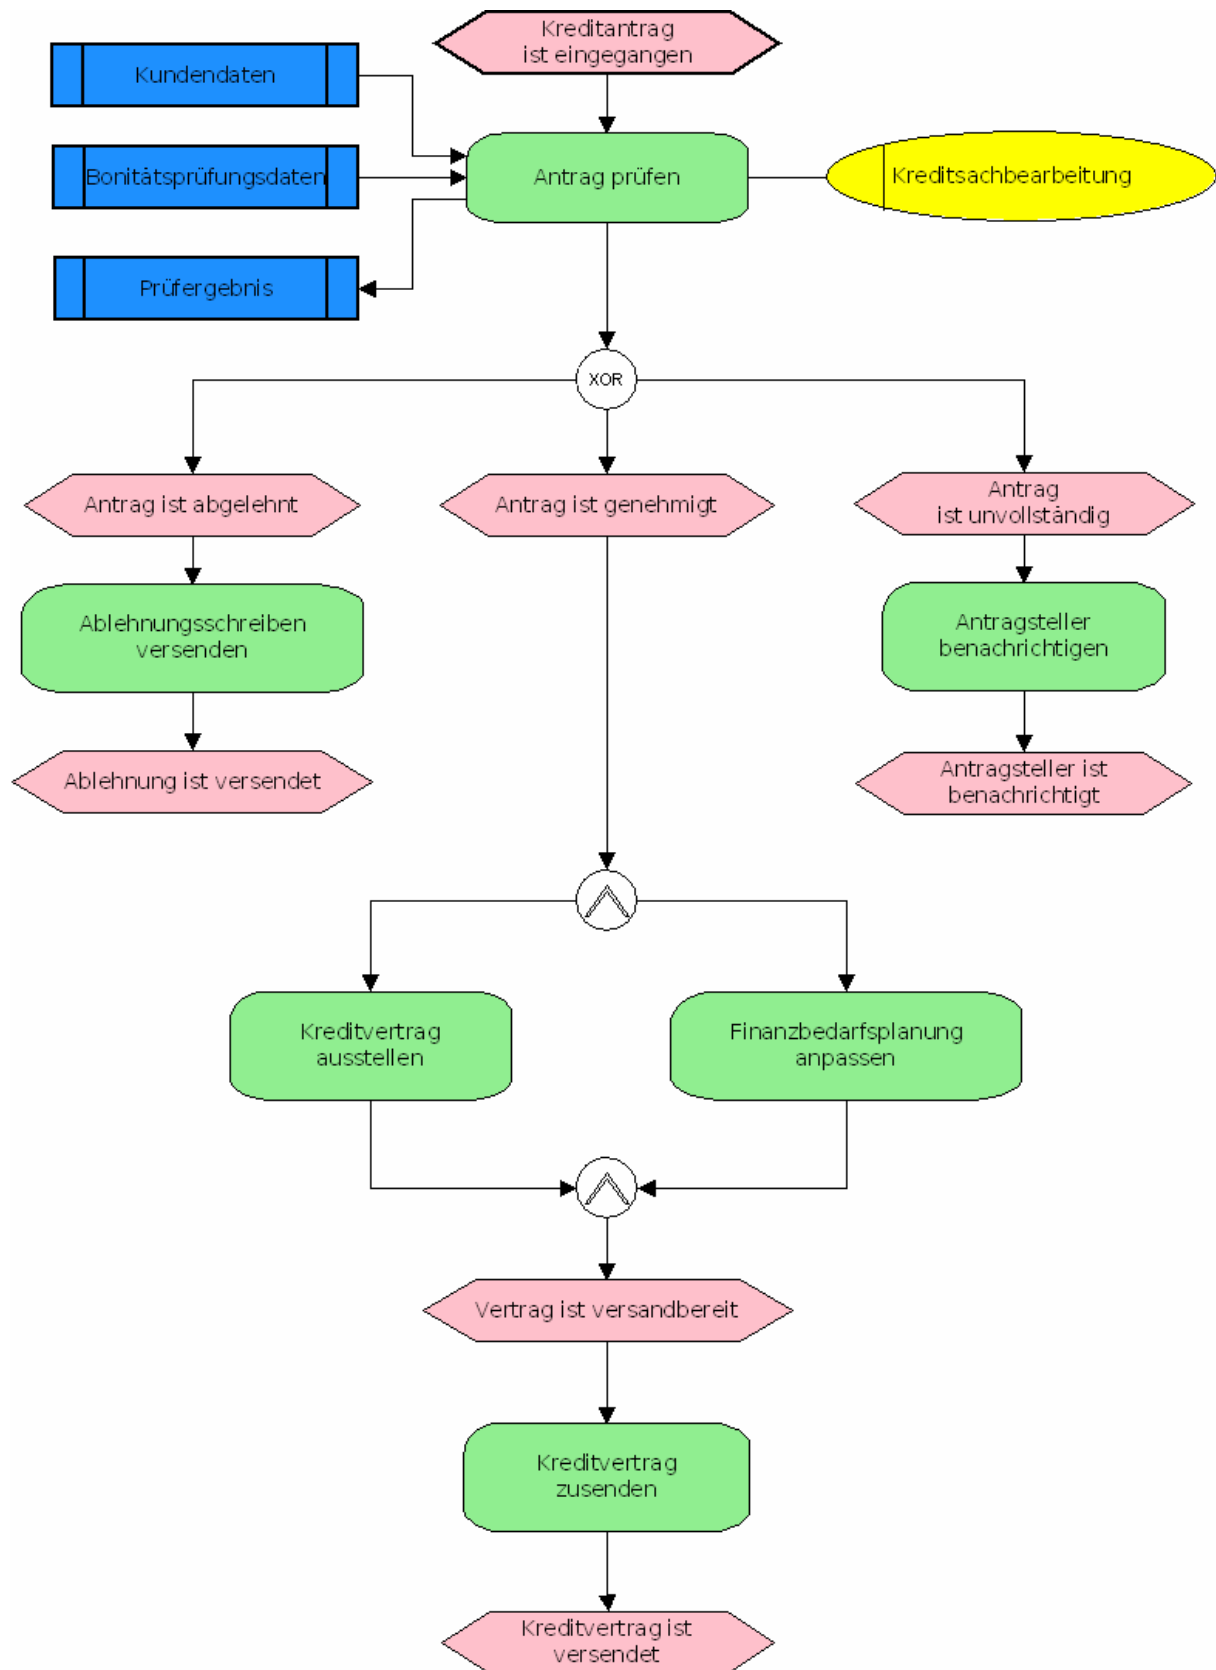 Kreditantrag
ist eingegangen
Kundendaten
Bonitätsprüfungsdaten
Antrag prüfen
Kreditsachbearbeitung
Prüfergebnis
XOR
Antrag ist abgelehnt
Antrag ist genehmigt
Antrag
ist unvollständig
Ablehnungsschreiben
versenden
Antragsteller
benachrichtigen
Ablehnung ist versendet
Antragsteller ist
benachrichtigt
Kreditvertrag
ausstellen
Finanzbedarfsplanung
anpassen
Vertrag ist versandbereit
Kreditvertrag
zusenden
Kreditvertrag ist
versendet